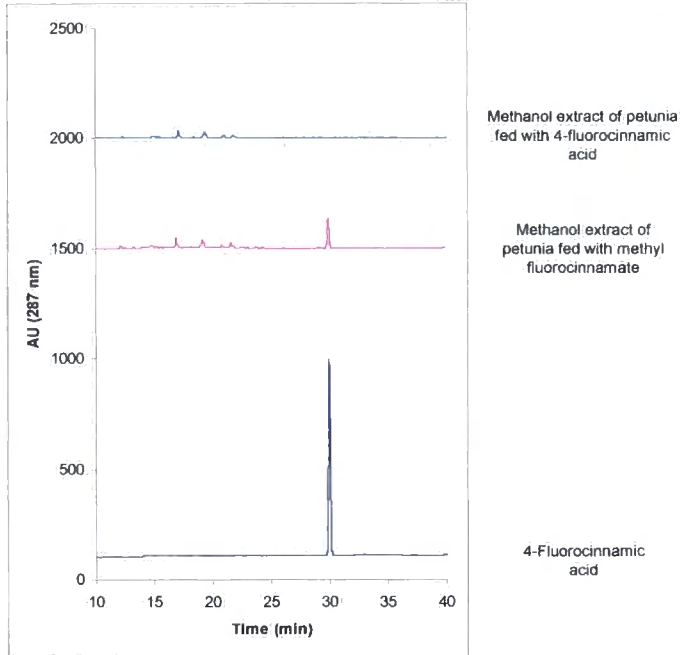 2500
2000
1500
1000
500
0
AU (287 nm)
10 15 20 25 30 35 40
Time (min)
Methanol extract of petunia
fed with 4-fluorocinnamic
acid
Methanol extract of
petunia fed with methyl
fluorocinnamate
4-Fluorocinnamic
acid